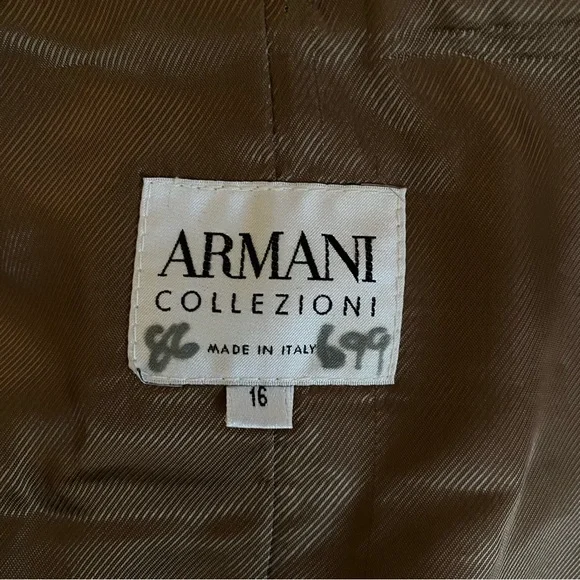 ARMANI
COLLEZIONI
86 MADE IN ITALY 699
16